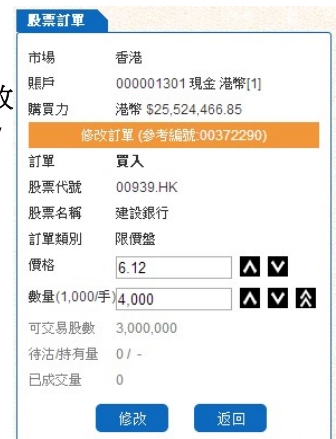 股票訂單
市場 香港
賬戶 000001301 現金 港幣[1]
購買力 港幣 $25,524,466.85
修改訂單 (參考編號:00372290)
訂單 買入
股票代號 00939.HK
股票名稱 建設銀行
訂單類別 限價盤
價格 6.12
數量(1,000/手) 4,000
可交易股數 3,000,000
待沽/持有量 0 / -
已成交量 0
修改 返回